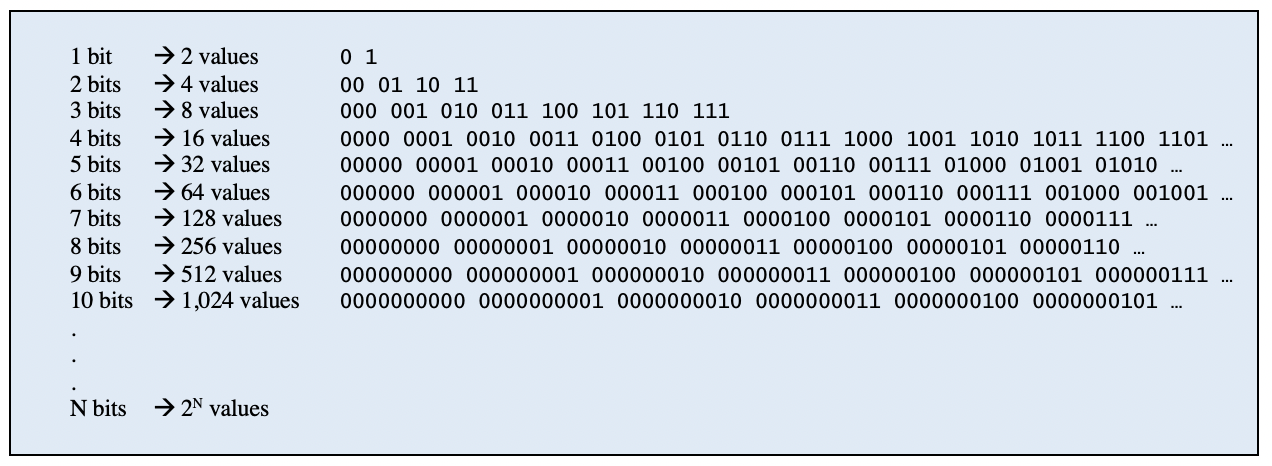 1 bit → 2 values 0 1
2 bits → 4 values 00 01 10 11
3 bits → 8 values 000 001 010 011 100 101 110 111
4 bits → 16 values 0000 0001 0010 0011 0100 0101 0110 0111 1000 1001 1010 1011 1100 1101 …
5 bits → 32 values 00000 00001 00010 00011 00100 00101 00110 00111 01000 01001 01010 …
6 bits → 64 values 000000 000001 000010 000011 000100 000101 000110 000111 001000 001001 …
7 bits → 128 values 0000000 0000001 0000010 0000011 0000100 0000101 0000110 0000111 …
8 bits → 256 values 00000000 00000001 00000010 00000011 00000100 00000101 00000110 …
9 bits → 512 values 000000000 000000001 000000010 000000011 000000100 000000101 000000111 …
10 bits → 1,024 values 0000000000 0000000001 0000000010 0000000011 0000000100 0000000101 …
.
.
.
N bits → 2ᴺ values